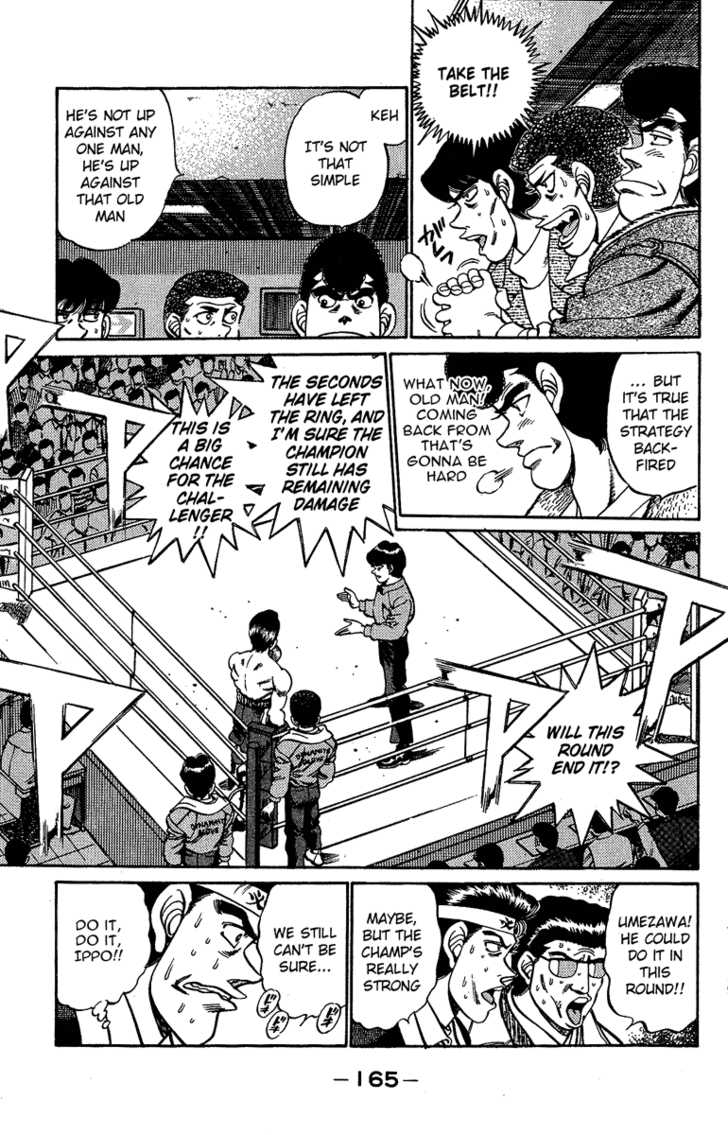 TAKE THE
BELT!!
KEH
IT'S NOT
THAT
SIMPLE
HE'S NOT UP
AGAINST ANY
ONE MAN,
HE'S UP
AGAINST
THAT OLD
MAN
... BUT
IT'S TRUE
THAT THE
STRATEGY
BACK-
FIRED
WHAT NOW,
OLD MAN!
COMING
BACK FROM
THAT'S
GONNA BE
HARD
THE SECONDS
HAVE LEFT
THE RING, AND
I'M SURE THE
CHAMPION
STILL HAS
REMAINING
DAMAGE
THIS IS
A BIG
CHANCE
FOR THE
CHAL-
LENGER
!!
WILL THIS
ROUND
END IT!?
UMEZAWA!
HE COULD
DO IT IN
THIS
ROUND!!
MAYBE,
BUT THE
CHAMP'S
REALLY
STRONG
WE STILL
CAN'T BE
SURE...
ドキ
ドキ
DO IT,
DO IT,
IPPO!!
- 165 -